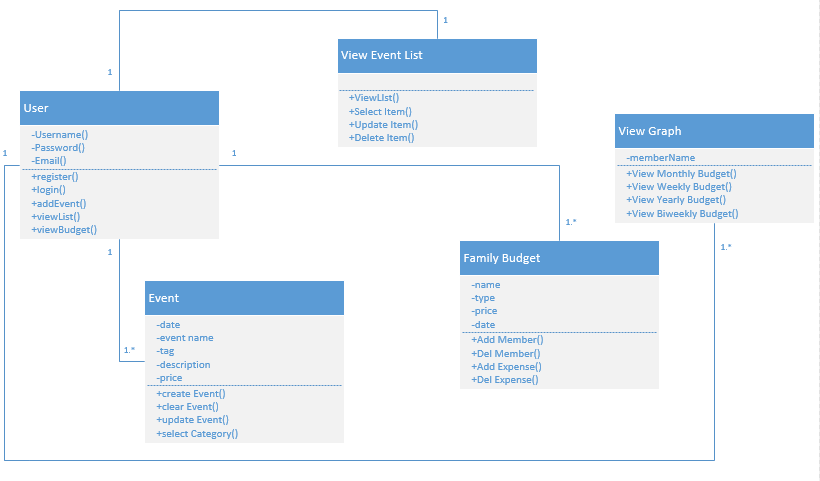 1
1
View Event List
+ViewLIst()
+Select Item()
+Update Item()
+Delete Item()
User
-Username()
-Password()
-Email()
+register()
+login()
+addEvent()
+viewList()
+viewBudget()
1
1
View Graph
-memberName
+View Monthly Budget()
+View Weekly Budget()
+View Yearly Budget()
+View Biweekly Budget()
1.*
1.*
Family Budget
-name
-type
-price
-date
+Add Member()
+Del Member()
+Add Expense()
+Del Expense()
1
1.*
Event
-date
-event name
-tag
-description
-price
+create Event()
+clear Event()
+update Event()
+select Category()